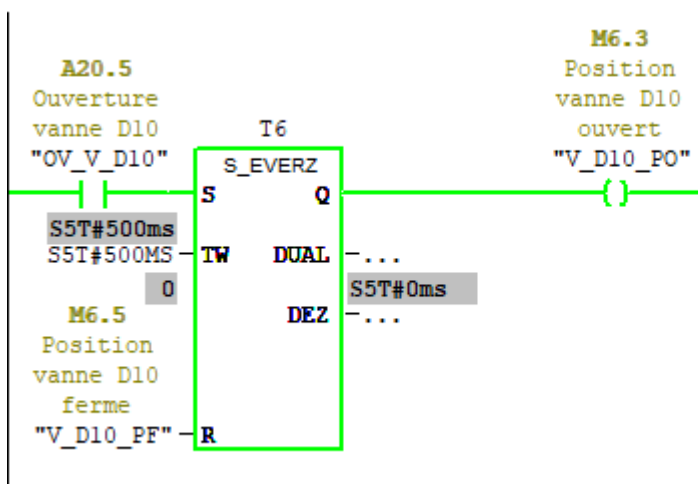 M6.3
A20.5
Position
Ouverture
vanne D10
vanne D10
T6
ouvert
"OV_V_D10"
S_EVERZ
"V_D10_PO"
S
Q
S5T#500ms
S5T#500MS
TW
DUAL
...
0
S5T#0ms
M6.5
DEZ
...
Position
vanne D10
ferme
"V_D10_PF"
R